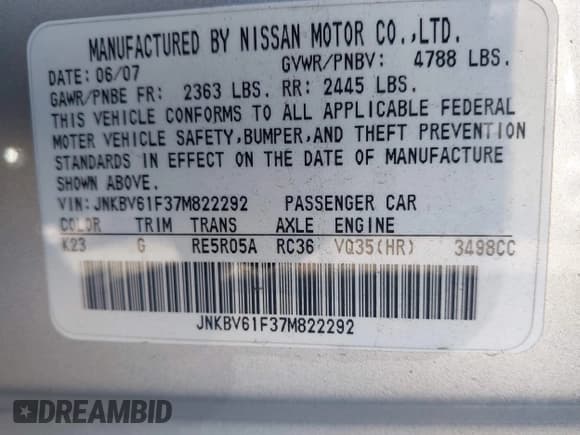 MANUFACTURED BY NISSAN MOTOR CO.,LTD.
DATE: 06/07 GVWR/PNBV: 4788 LBS.
GAWR/PNBE FR: 2363 LBS. RR: 2445 LBS.
THIS VEHICLE CONFORMS TO ALL APPLICABLE FEDERAL
MOTER VEHICLE SAFETY,BUMPER,AND THEFT PREVENTION
STANDARDS IN EFFECT ON THE DATE OF MANUFACTURE
SHOWN ABOVE.
VIN: JNKBV61F37M822292 PASSENGER CAR
COLOR TRIM TRANS AXLE ENGINE
K23 G RE5R05A RC36 VQ35(HR) 3498CC
JNKBV61F37M822292
DREAMBID